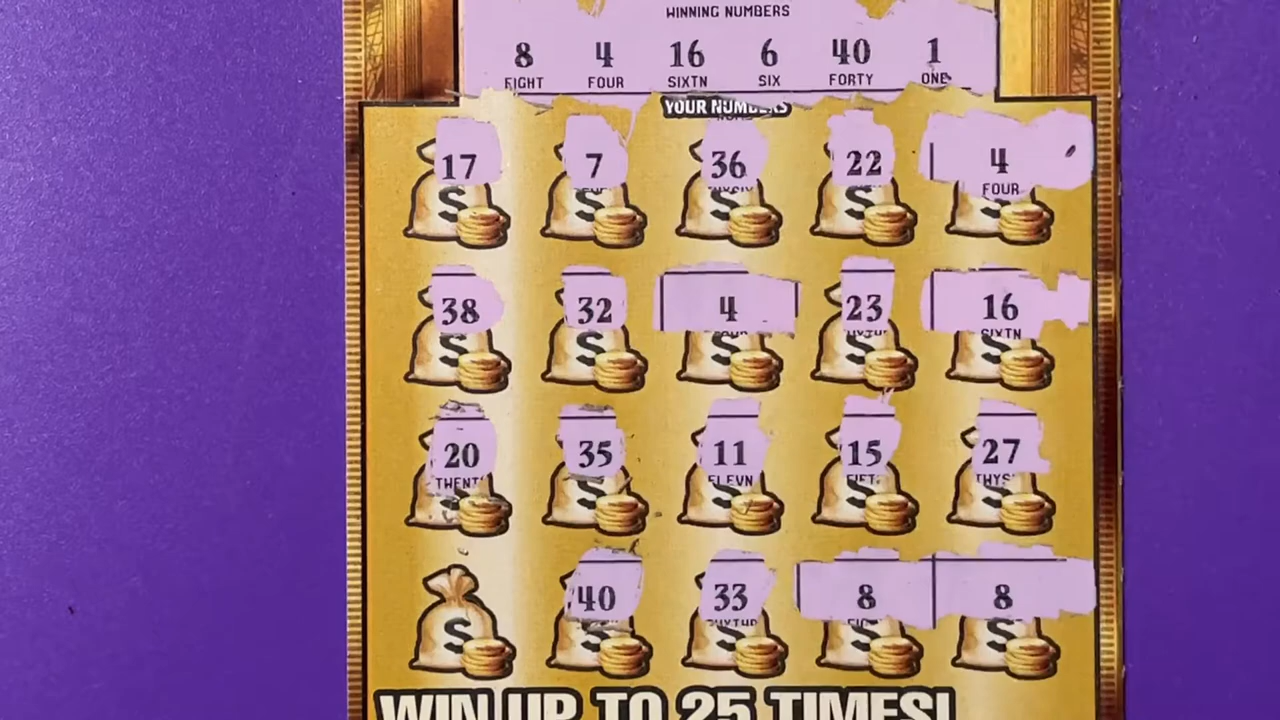 WINNING NUMBERS
8 4 16 6 40 1
EIGHT FOUR SIXTN SIX FORTY ONE
YOUR NUMBERS
17 7 36 22 4
FOUR
38 32 4 23 16
SIXTN
20 35 11 15 27
TWENT ELEVN
40 33 8 8
WIN UP TO 25 TIMES!